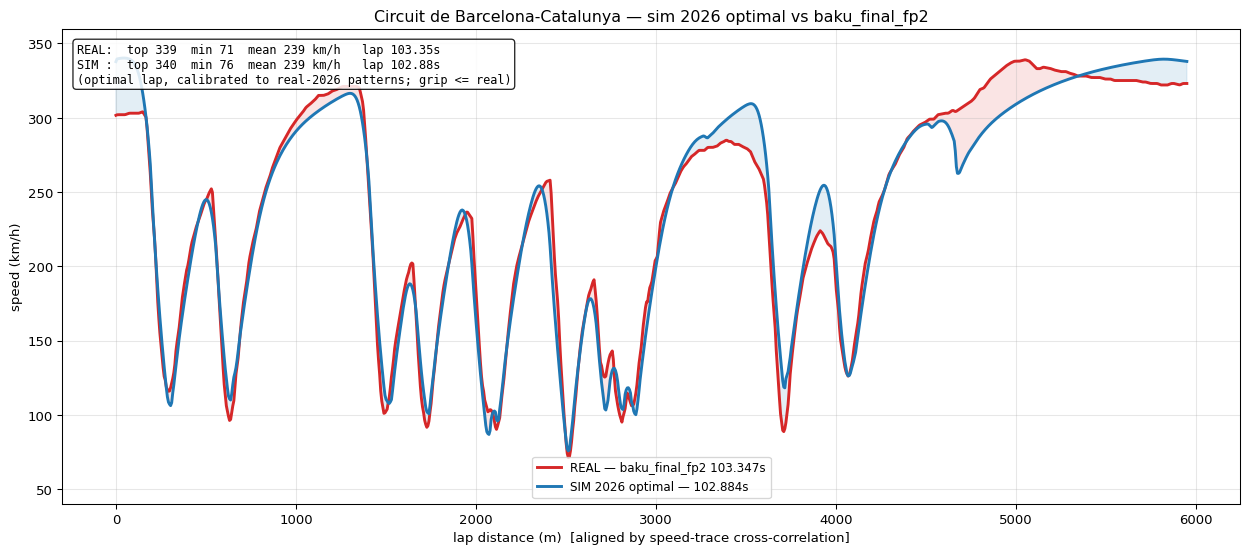 Circuit de Barcelona-Catalunya — sim 2026 optimal vs baku_final_fp2
REAL:  top 339  min 71  mean 239 km/h   lap 103.35s
SIM :  top 340  min 76  mean 239 km/h   lap 102.88s
(optimal lap, calibrated to real-2026 patterns; grip <= real)
speed (km/h)
350
300
250
200
150
100
50
REAL — baku_final_fp2 103.347s
SIM 2026 optimal — 102.884s
0 1000 2000 3000 4000 5000 6000
lap distance (m)  [aligned by speed-trace cross-correlation]